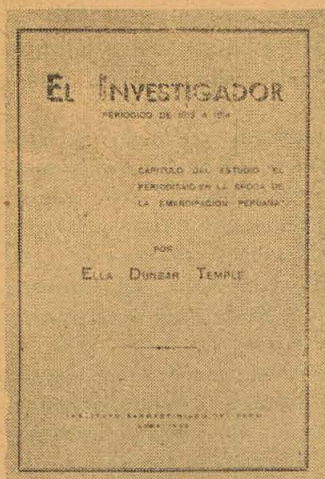 EL INVESTIGADOR
PERIODICO DE 1813 A 1814
CAPITULO DEL ESTUDIO "EL
PERIODISMO EN LA EPOCA DE
LA EMANCIPACION PERUANA"
POR
ELLA DUNBAR TEMPLE
INSTITUTO SANMARTINIANO DEL PERU
LIMA